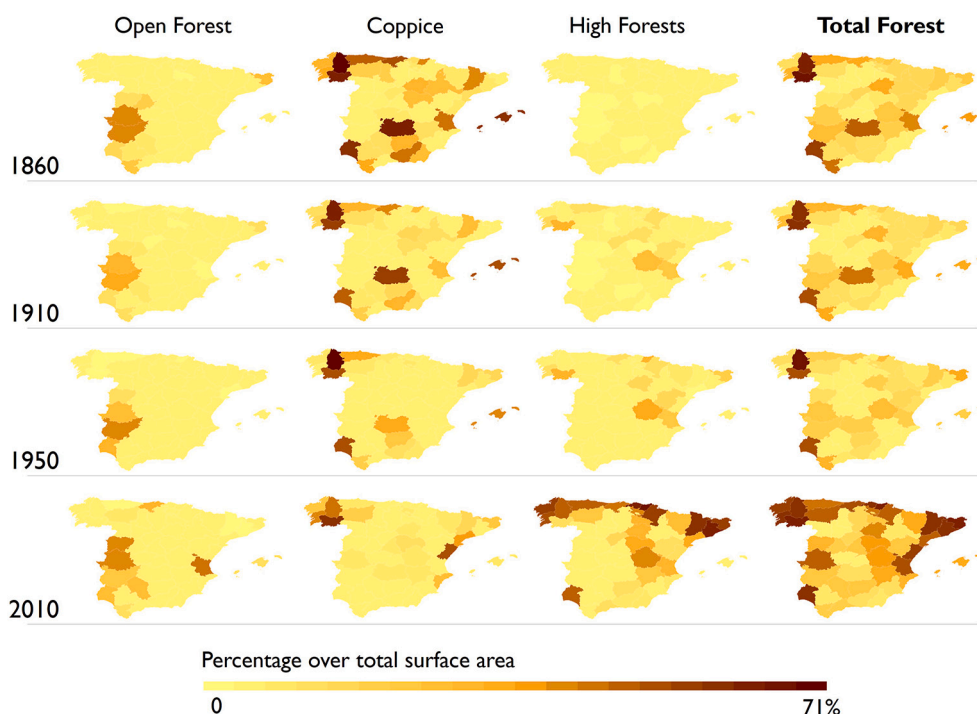 Open Forest Coppice High Forests Total Forest
1860
1910
1950
2010
Percentage over total surface area
0 71%